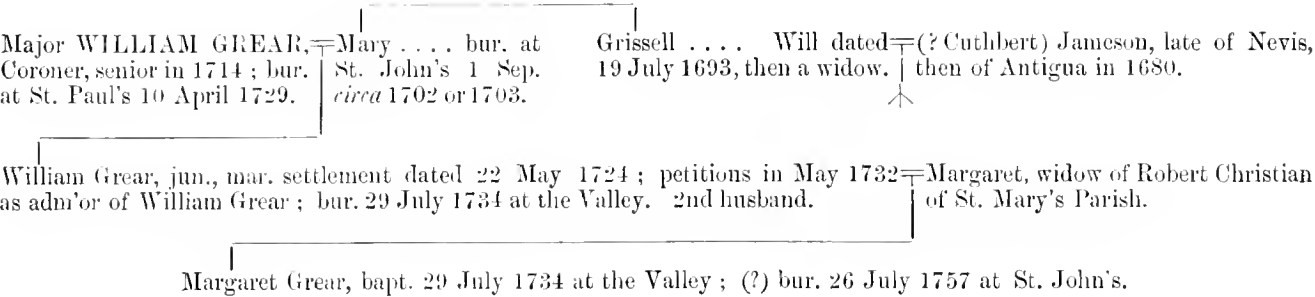 Major WILLIAM GREAR,
Coroner, senior in 1714 ; bur.
at St. Paul's 10 April 1729.
Mary . . . . bur. at
St. John's 1 Sep.
circa 1702 or 1703.
Grissell . . . . Will dated
19 July 1693, then a widow.
(? Cuthbert) Jameson, late of Nevis,
then of Antigua in 1680.
William Grear, jun., mar. settlement dated 22 May 1724 ; petitions in May 1732
as adm'or of William Grear ; bur. 29 July 1734 at the Valley. 2nd husband.
Margaret, widow of Robert Christian
of St. Mary's Parish.
Margaret Grear, bapt. 29 July 1734 at the Valley ; (?) bur. 26 July 1757 at St. John's.